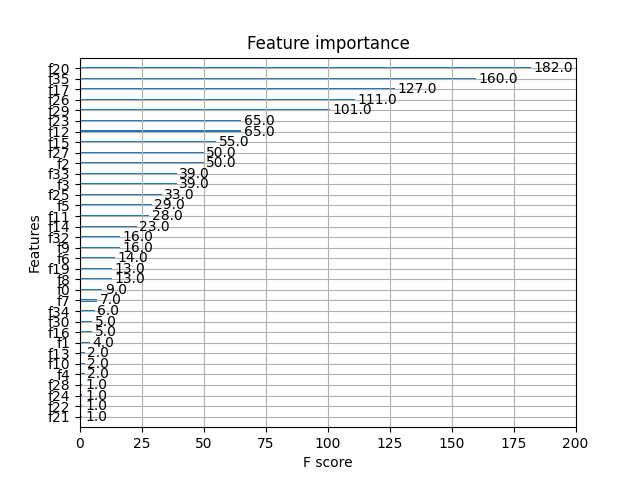 Feature importance
f20 182.0
f35 160.0
f17 127.0
f26 111.0
f29 101.0
f23 65.0
f12 65.0
f15 55.0
f27 50.0
f2 50.0
f33 39.0
f3 39.0
f25 33.0
f5 29.0
f11 28.0
f14 23.0
f32 16.0
f9 16.0
f6 14.0
f19 13.0
f8 13.0
f0 9.0
f7 7.0
f34 6.0
f30 5.0
f16 5.0
f1 4.0
f13 2.0
f10 2.0
f4 2.0
f28 1.0
f24 1.0
f22 1.0
f21 1.0
Features
0 25 50 75 100 125 150 175 200
F score